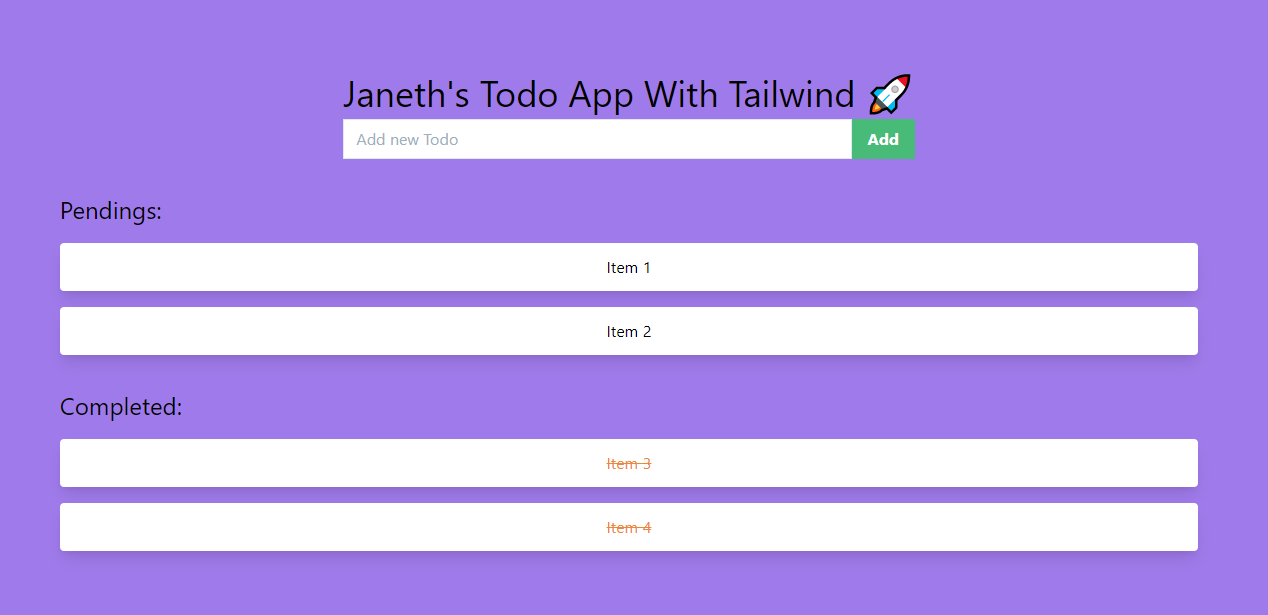 Janeth's Todo App With Tailwind 🚀
Add new Todo
Add
Pendings:
Item 1
Item 2
Completed:
Item 3
Item 4